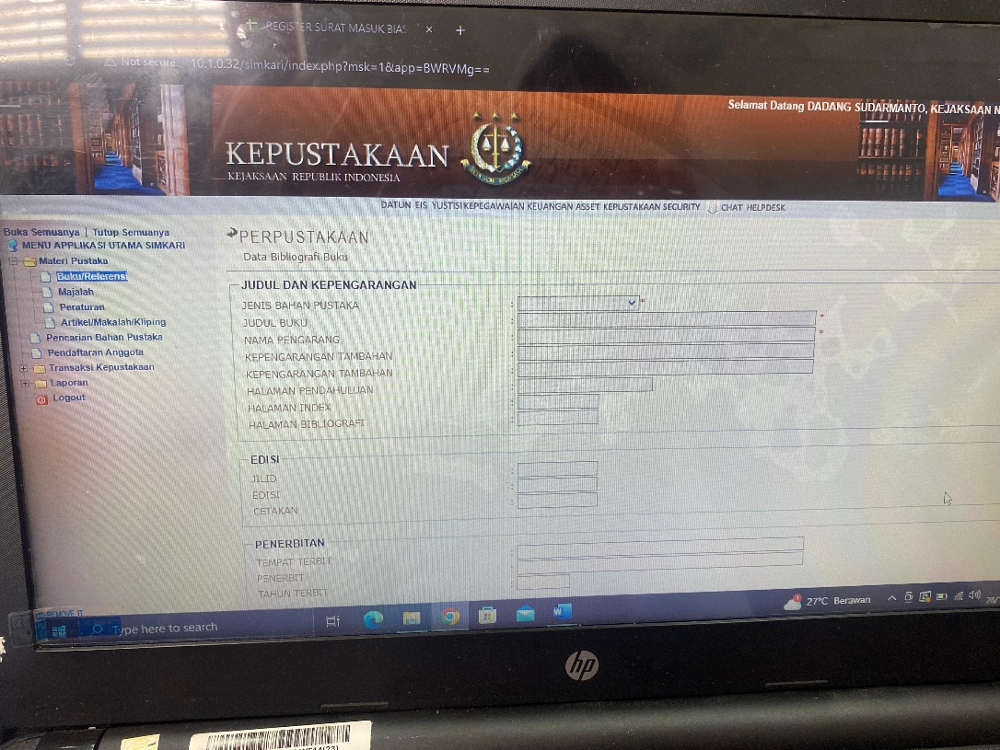 REGISTER SURAT MASUK BIAS × +
Not secure 10.1.0.32/simkari/index.php?msk=1&app=BWRVMg==
Selamat Datang DADANG SUDARMANTO, KEJAKSAAN N
KEPUSTAKAAN
KEJAKSAAN REPUBLIK INDONESIA
DATUN EIS YUSTISI KEPEGAWAIAN KEUANGAN ASSET KEPUSTAKAAN SECURITY CHAT HELPDESK
Buka Semuanya | Tutup Semuanya
MENU APPLIKASI UTAMA SIMKARI
Materi Pustaka
Buku/Referensi
Majalah
Peraturan
Artikel/Makalah/Kliping
Pencarian Bahan Pustaka
Pendaftaran Anggota
Transaksi Kepustakaan
Laporan
Logout
PERPUSTAKAAN
Data Bibliografi Buku
JUDUL DAN KEPENGARANGAN
JENIS BAHAN PUSTAKA : *
JUDUL BUKU : *
NAMA PENGARANG : *
KEPENGARANGAN TAMBAHAN :
KEPENGARANGAN TAMBAHAN :
HALAMAN PENDAHULUAN :
HALAMAN INDEX :
HALAMAN BIBLIOGRAFI :
EDISI
JILID :
EDISI :
CETAKAN :
PENERBITAN
TEMPAT TERBIT
PENERBIT
TAHUN TERBIT :
REMOVE IT
Type here to search
27°C Berawan
hp